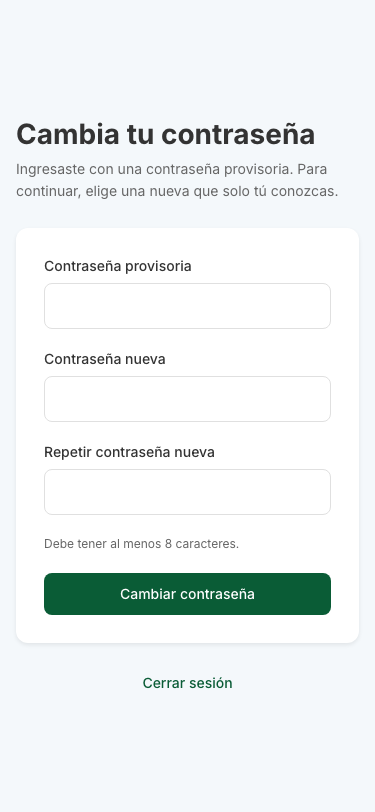 Cambia tu contraseña
Ingresaste con una contraseña provisoria. Para
continuar, elige una nueva que solo tú conozcas.
Contraseña provisoria
Contraseña nueva
Repetir contraseña nueva
Debe tener al menos 8 caracteres.
Cambiar contraseña
Cerrar sesión